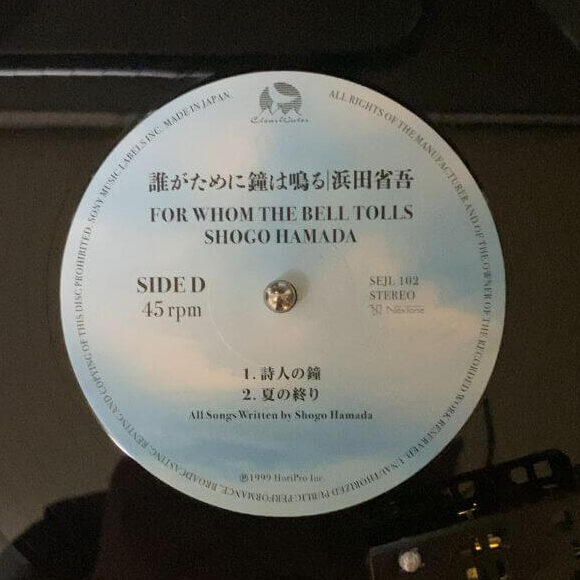 ClearWater
誰がために鐘は鳴る|浜田省吾
FOR WHOM THE BELL TOLLS
SHOGO HAMADA
SIDE D
45 rpm
SEJL 102
STEREO
NexTone
1. 詩人の鐘
2. 夏の終り
All Songs Written by Shogo Hamada
℗1999 HoriPro Inc.
ALL RIGHTS OF THE MANUFACTURER AND OF THE OWNER OF THE RECORDED WORK RESERVED. UNAUTHORIZED PUBLIC PERFORMANCE, BROADCASTING, RENTING AND COPYING OF THIS DISC PROHIBITED. SONY MUSIC LABELS INC. MADE IN JAPAN.